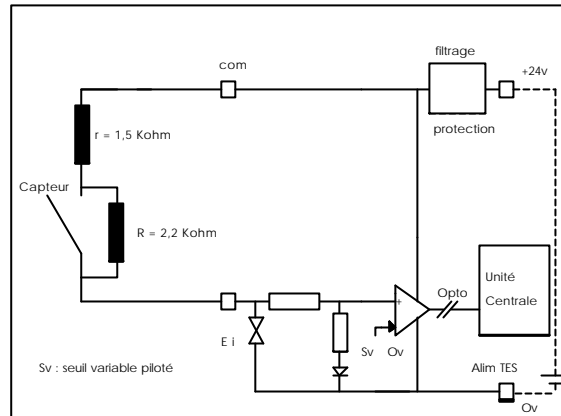 filtrage
com
+24v
r = 1,5 Kohm
protection
Capteur
R = 2,2 Kohm
Unité
Centrale
Opto
+
E i
Sv Ov
Sv : seuil variable piloté
Alim TES
Ov